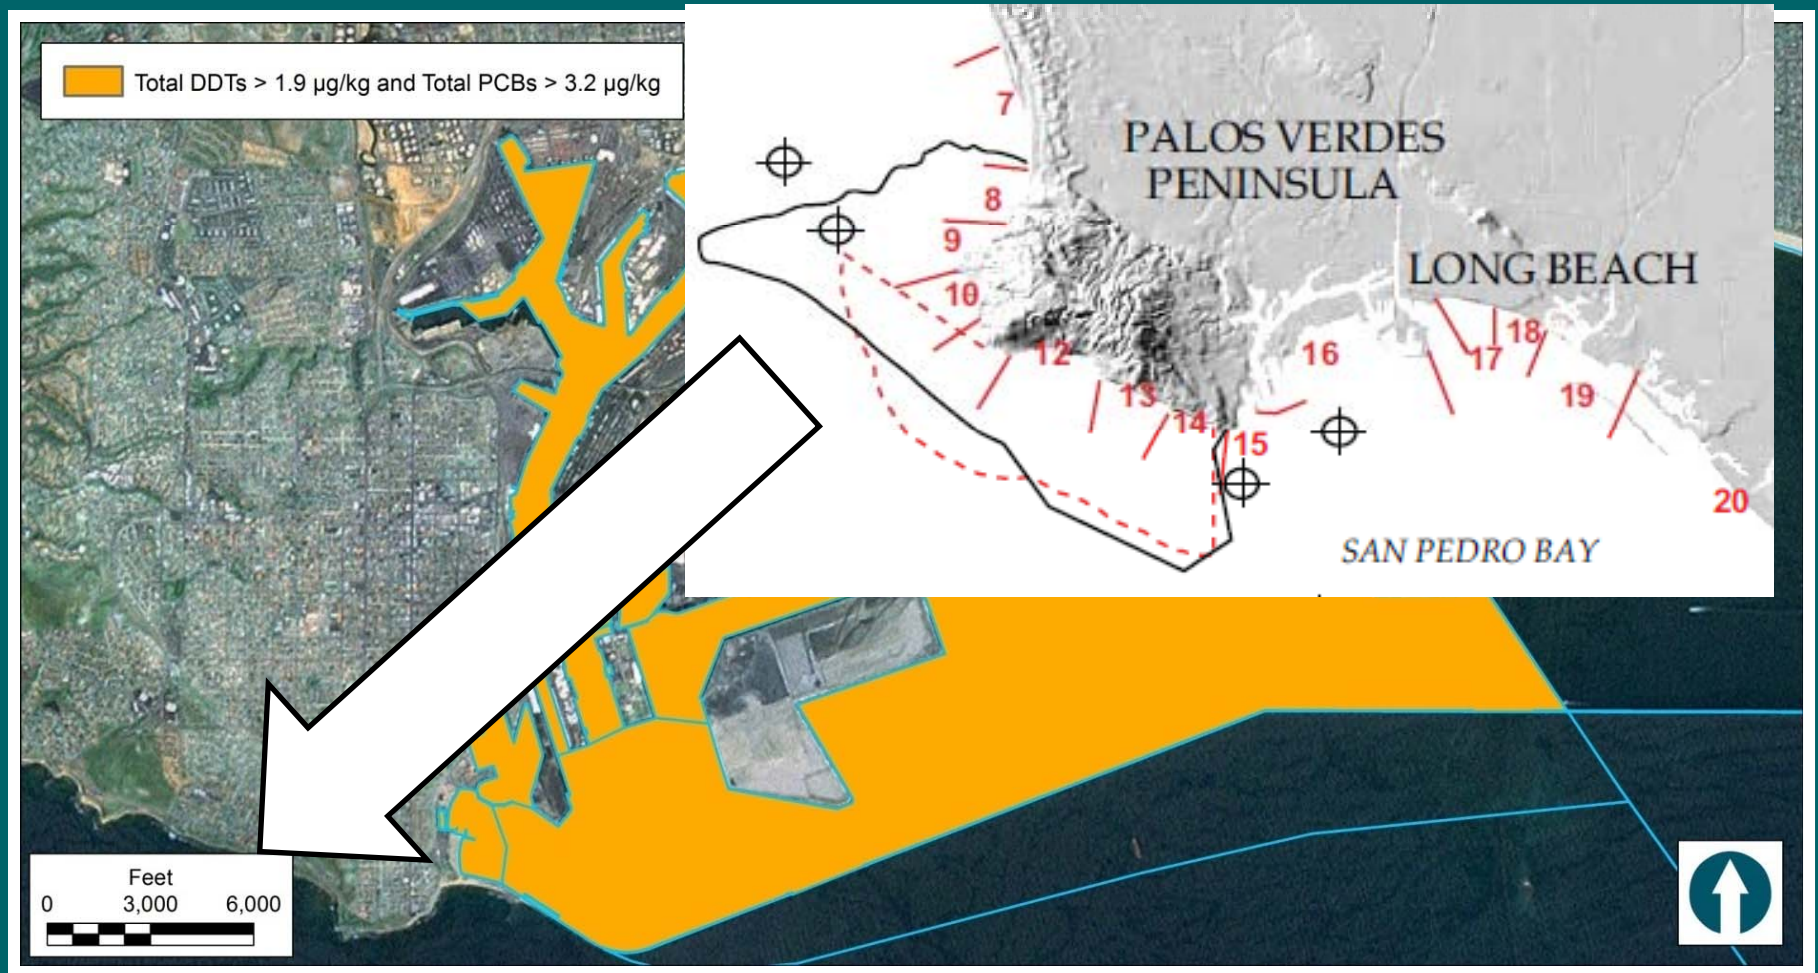 Total DDTs > 1.9 µg/kg and Total PCBs > 3.2 µg/kg
7
PALOS VERDES
PENINSULA
8
9
LONG BEACH
10
12
16
18
17
13
19
14
15
20
SAN PEDRO BAY
Feet
0 3,000 6,000